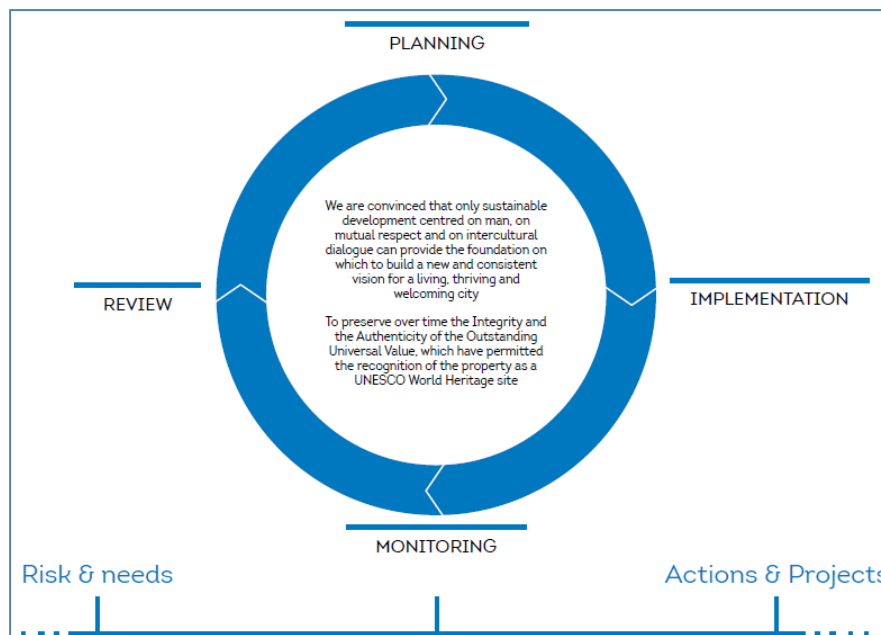 PLANNING
We are convinced that only sustainable
development centred on man, on
mutual respect and on intercultural
dialogue can provide the foundation on
which to build a new and consistent
vision for a living, thriving and
welcoming city
REVIEW
IMPLEMENTATION
To preserve over time the Integrity and
the Authenticity of the Outstanding
Universal Value, which have permitted
the recognition of the property as a
UNESCO World Heritage site
MONITORING
Risk & needs
Actions & Projects